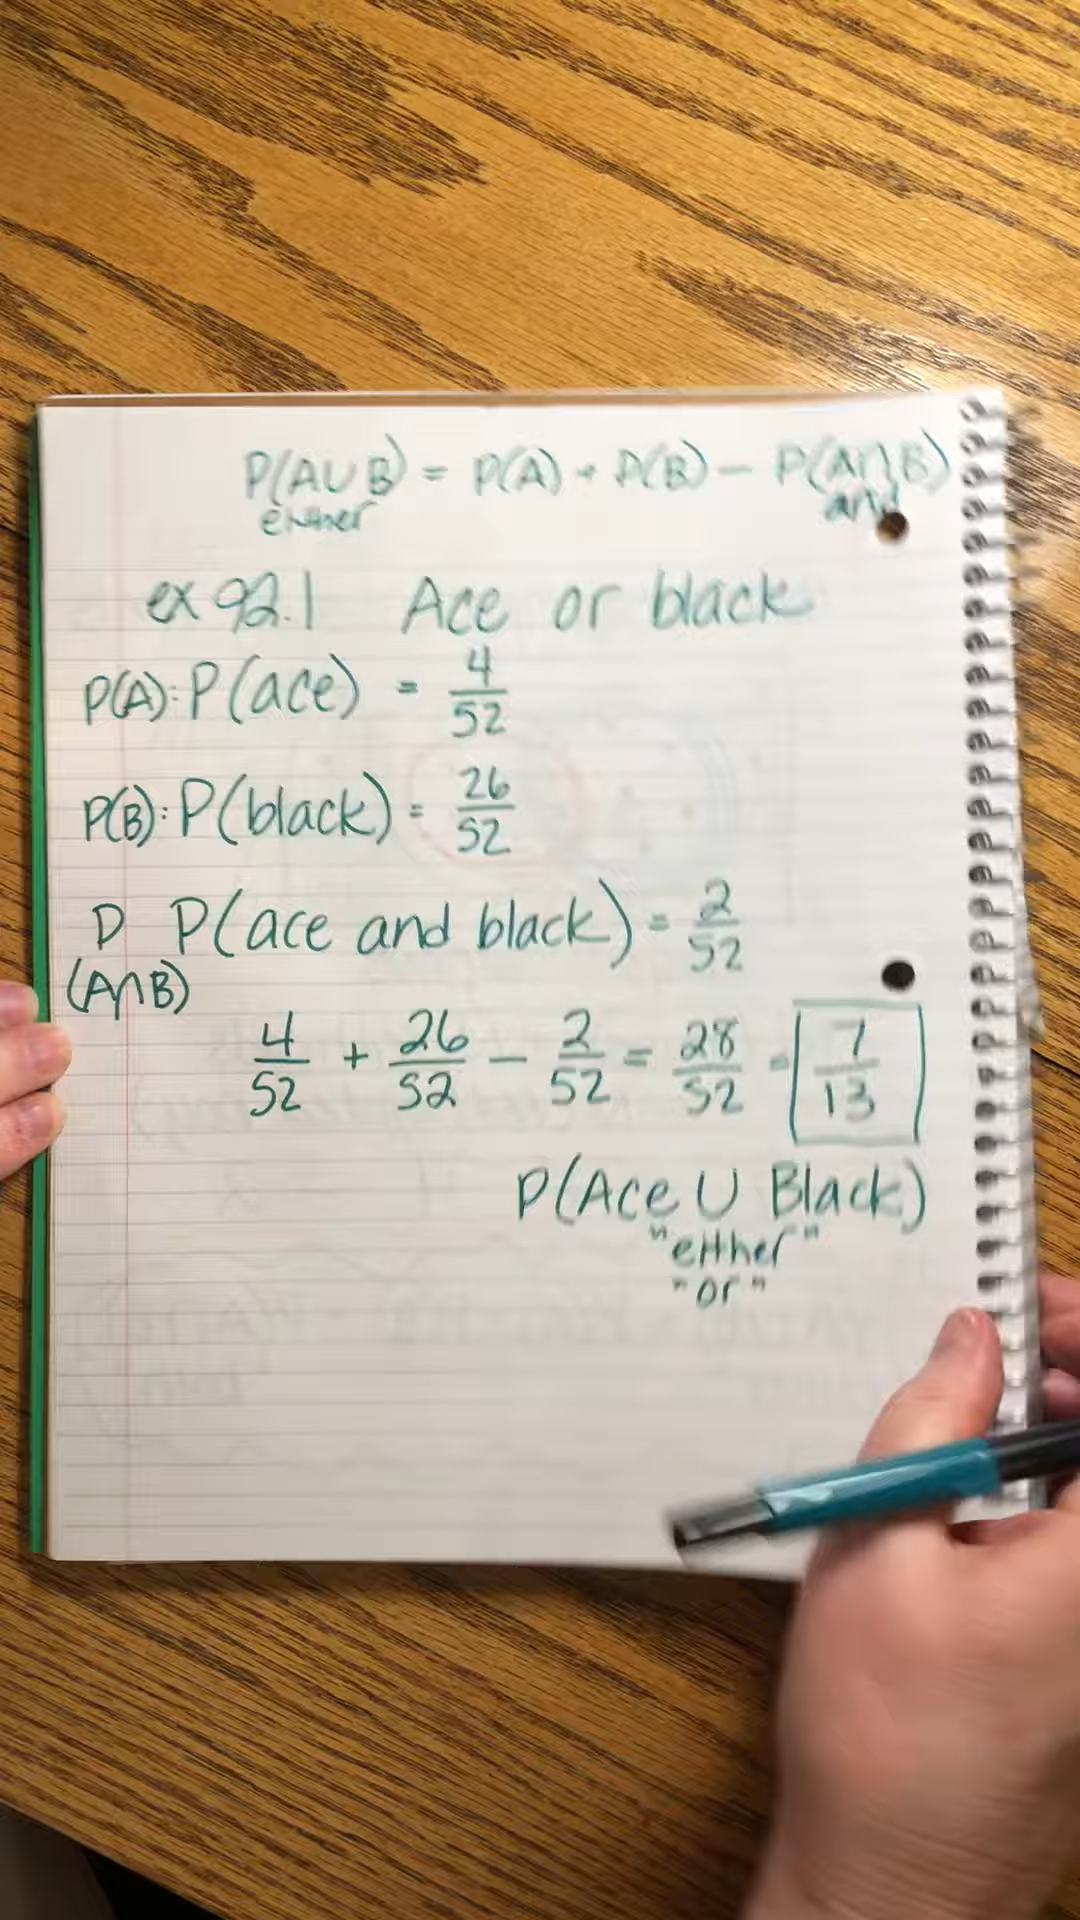 P(A∪B) = P(A) + P(B) − P(A∩B)
either and
ex 92.1 Ace or black
P(A): P(ace) = 4/52
P(B): P(black) = 26/52
P P(ace and black) = 2/52
(A∩B)
4/52 + 26/52 − 2/52 = 28/52 = 7/13
P(Ace ∪ Black)
"either"
"or"